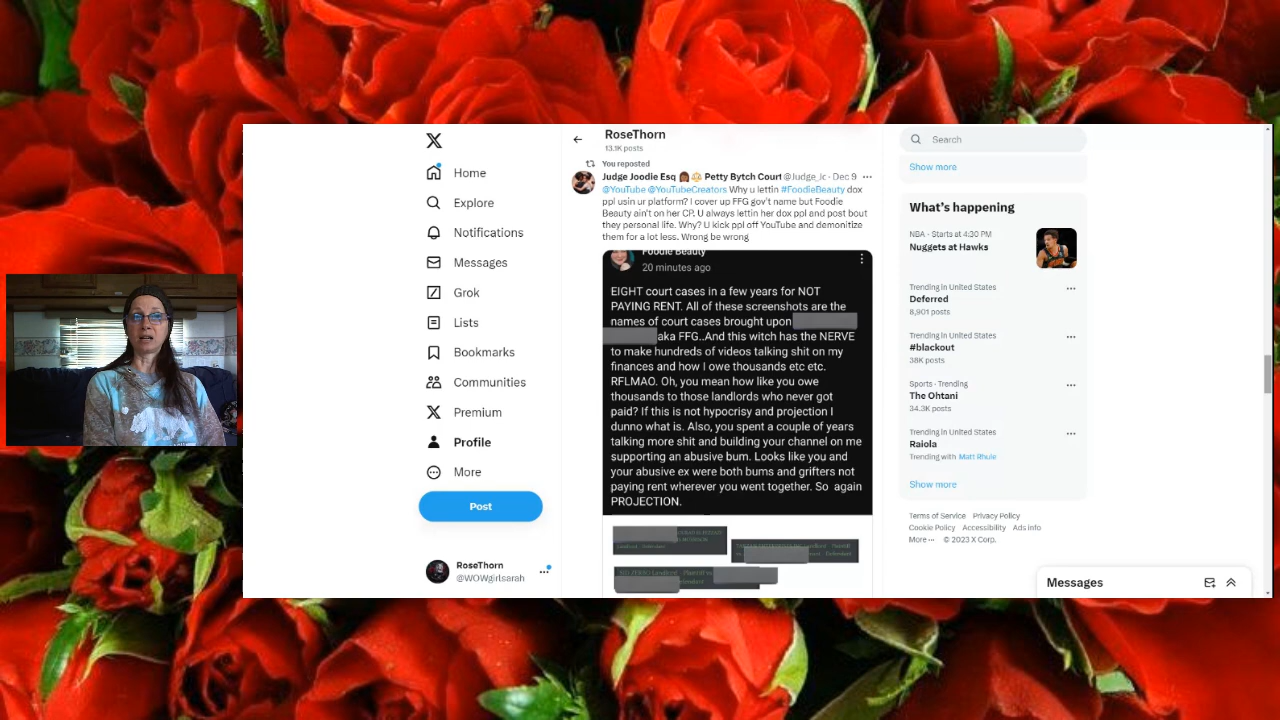 Home
Explore
Notifications
Messages
Grok
Lists
Bookmarks
Communities
Premium
Profile
More
Post
RoseThorn
@WOWgirlsarah
RoseThorn
13.1K posts
You reposted
Judge Joodie Esq Petty Bytch Court @Judge_Jc · Dec 9
@YouTube @YouTubeCreators Why u lettin #FoodieBeauty dox
ppl usin ur platform? I cover up FFG gov't name but Foodie
Beauty ain't on her CP. U always lettin her dox ppl and post bout
they personal life. Why? U kick ppl off YouTube and demonitize
them for a lot less. Wrong be wrong
Foodie Beauty
20 minutes ago
EIGHT court cases in a few years for NOT
PAYING RENT. All of these screenshots are the
names of court cases brought upon
aka FFG..And this witch has the NERVE
to make hundreds of videos talking shit on my
finances and how I owe thousands etc etc.
RFLMAO. Oh, you mean how like you owe
thousands to those landlords who never got
paid? If this is not hypocrisy and projection I
dunno what is. Also, you spent a couple of years
talking more shit and building your channel on me
supporting an abusive bum. Looks like you and
your abusive ex were both bums and grifters not
paying rent wherever you went together. So again
PROJECTION.
Search
Show more
What's happening
NBA · Starts at 4:30 PM
Nuggets at Hawks
Trending in United States
Deferred
8,901 posts
Trending in United States
#blackout
38K posts
Sports · Trending
The Ohtani
34.3K posts
Trending in United States
Raiola
Trending with Matt Rhule
Show more
Terms of Service Privacy Policy
Cookie Policy Accessibility Ads info
More ··· © 2023 X Corp.
Messages